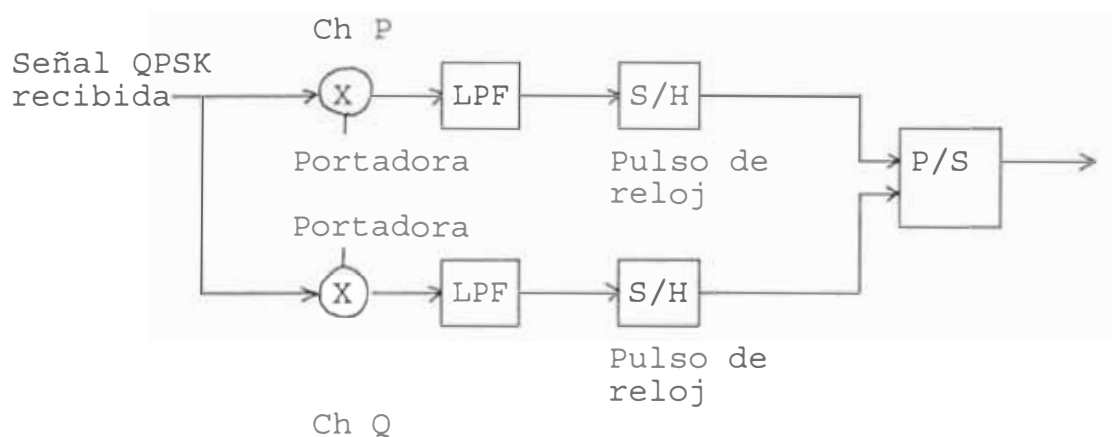 Ch P
Señal QPSK
recibida
X
LPF
S/H
Portadora
Pulso de
reloj
P/S
Portadora
X
LPF
S/H
Pulso de
reloj
Ch Q